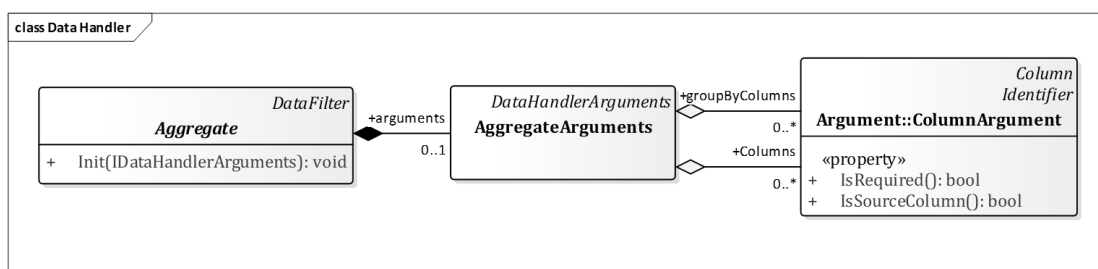 class Data Handler
DataFilter
Aggregate
+ Init(IDataHandlerArguments): void
+arguments
0..1
DataHandlerArguments
AggregateArguments
+groupByColumns
0..*
+Columns
0..*
Column
Identifier
Argument::ColumnArgument
«property»
+ IsRequired(): bool
+ IsSourceColumn(): bool